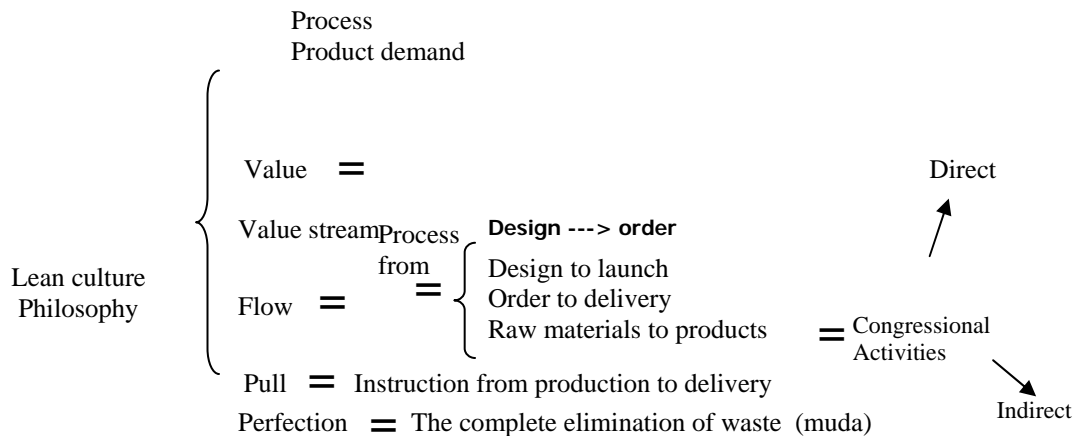 Process
Product demand
Value =
Direct
Value stream
Process
from
=
Design ---> order
Design to launch
Order to delivery
Raw materials to products
Lean culture
Philosophy
Flow =
= Congressional
Activities
Pull = Instruction from production to delivery
Indirect
Perfection = The complete elimination of waste (muda)